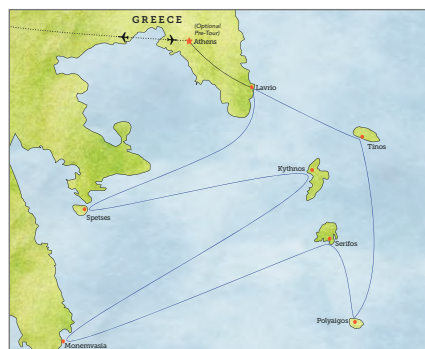 GREECE
(Optional
Pre-Tour)
Athens
Lavrio
Tinos
Kythnos
Spetses
Serifos
Polyaigos
Monemvasia